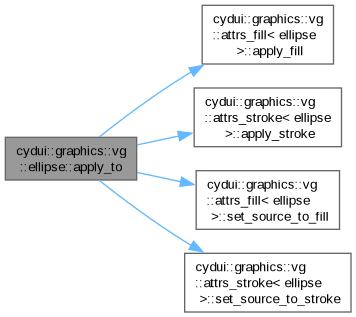 cydui::graphics::vg
::attrs_fill< ellipse
>::apply_fill
cydui::graphics::vg
::attrs_stroke< ellipse
>::apply_stroke
cydui::graphics::vg
::ellipse::apply_to
cydui::graphics::vg
::attrs_fill< ellipse
>::set_source_to_fill
cydui::graphics::vg
::attrs_stroke< ellipse
>::set_source_to_stroke